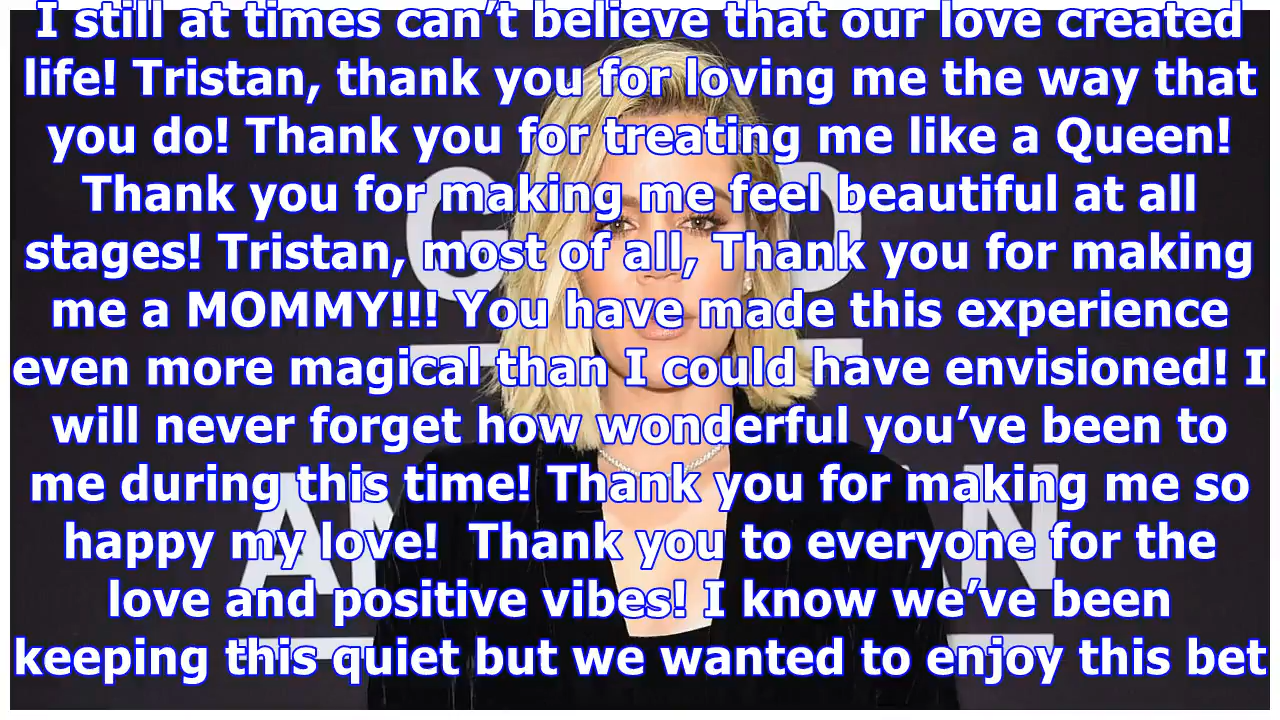 I still at times can’t believe that our love created
life! Tristan, thank you for loving me the way that
you do! Thank you for treating me like a Queen!
Thank you for making me feel beautiful at all
stages! Tristan, most of all, Thank you for making
me a MOMMY!!! You have made this experience
even more magical than I could have envisioned! I
will never forget how wonderful you’ve been to
me during this time! Thank you for making me so
happy my love!  Thank you to everyone for the
love and positive vibes! I know we’ve been
keeping this quiet but we wanted to enjoy this bet